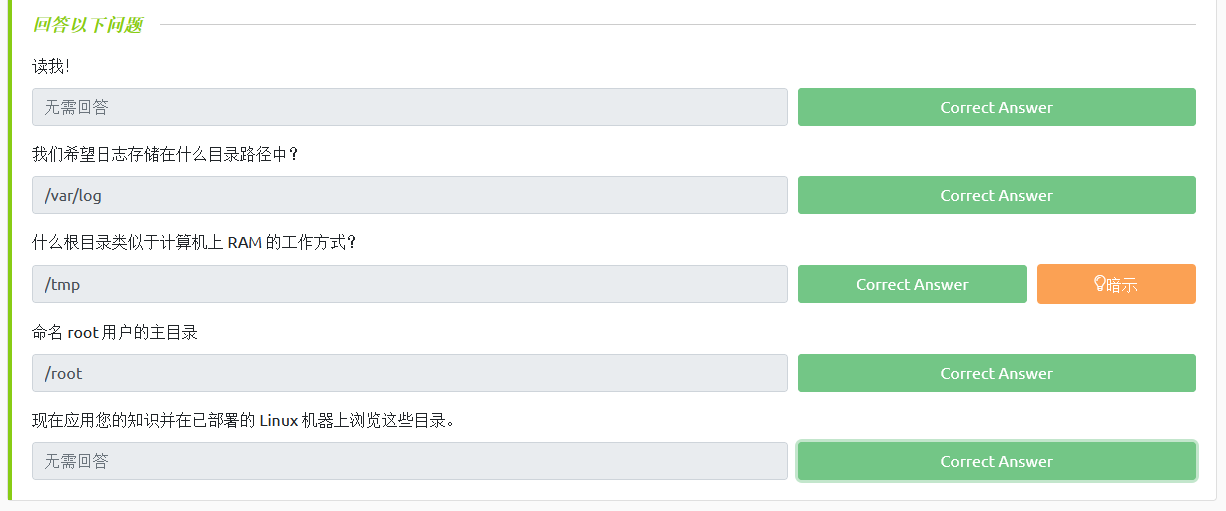 回答以下问题
读我！
无需回答
Correct Answer
我们希望日志存储在什么目录路径中？
/var/log
Correct Answer
什么根目录类似于计算机上 RAM 的工作方式？
/tmp
Correct Answer
暗示
命名 root 用户的主目录
/root
Correct Answer
现在应用您的知识并在已部署的 Linux 机器上浏览这些目录。
无需回答
Correct Answer